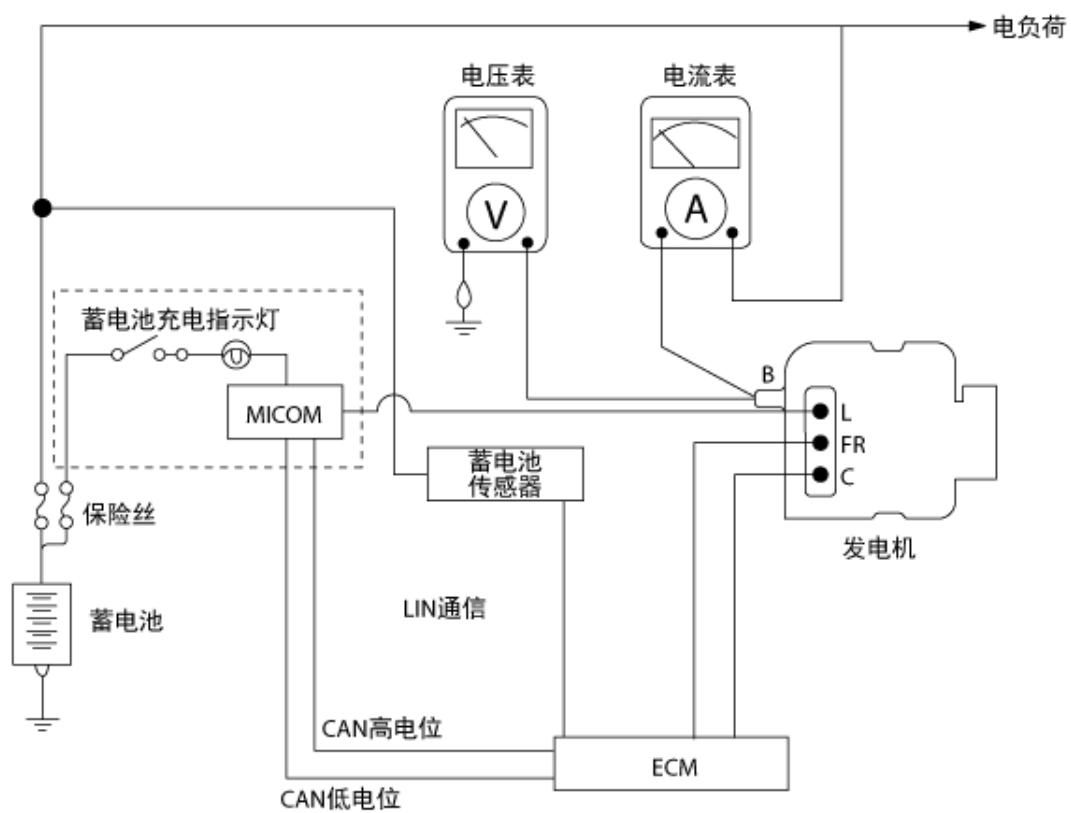 电负荷
电压表
电流表
V
A
蓄电池充电指示灯
B
MICOM
L
FR
C
蓄电池
传感器
保险丝
发电机
蓄电池
LIN通信
CAN高电位
ECM
CAN低电位